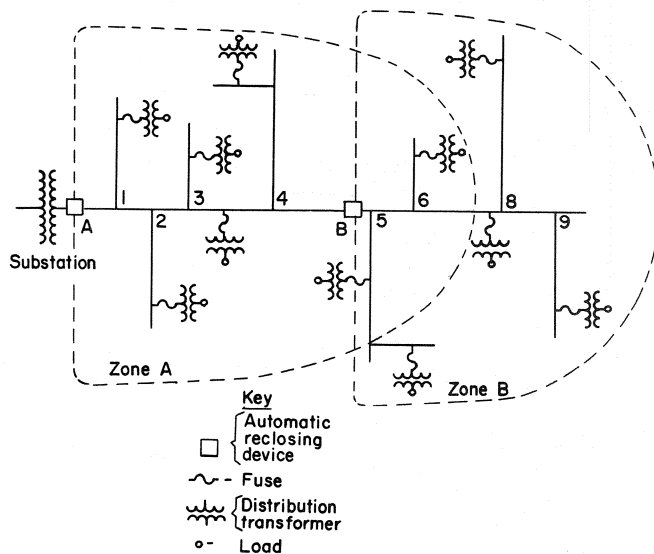 1
3
4
6
8
A
2
B
5
9
Substation
Zone A
Zone B
Key
Automatic
reclosing
device
Fuse
Distribution
transformer
Load